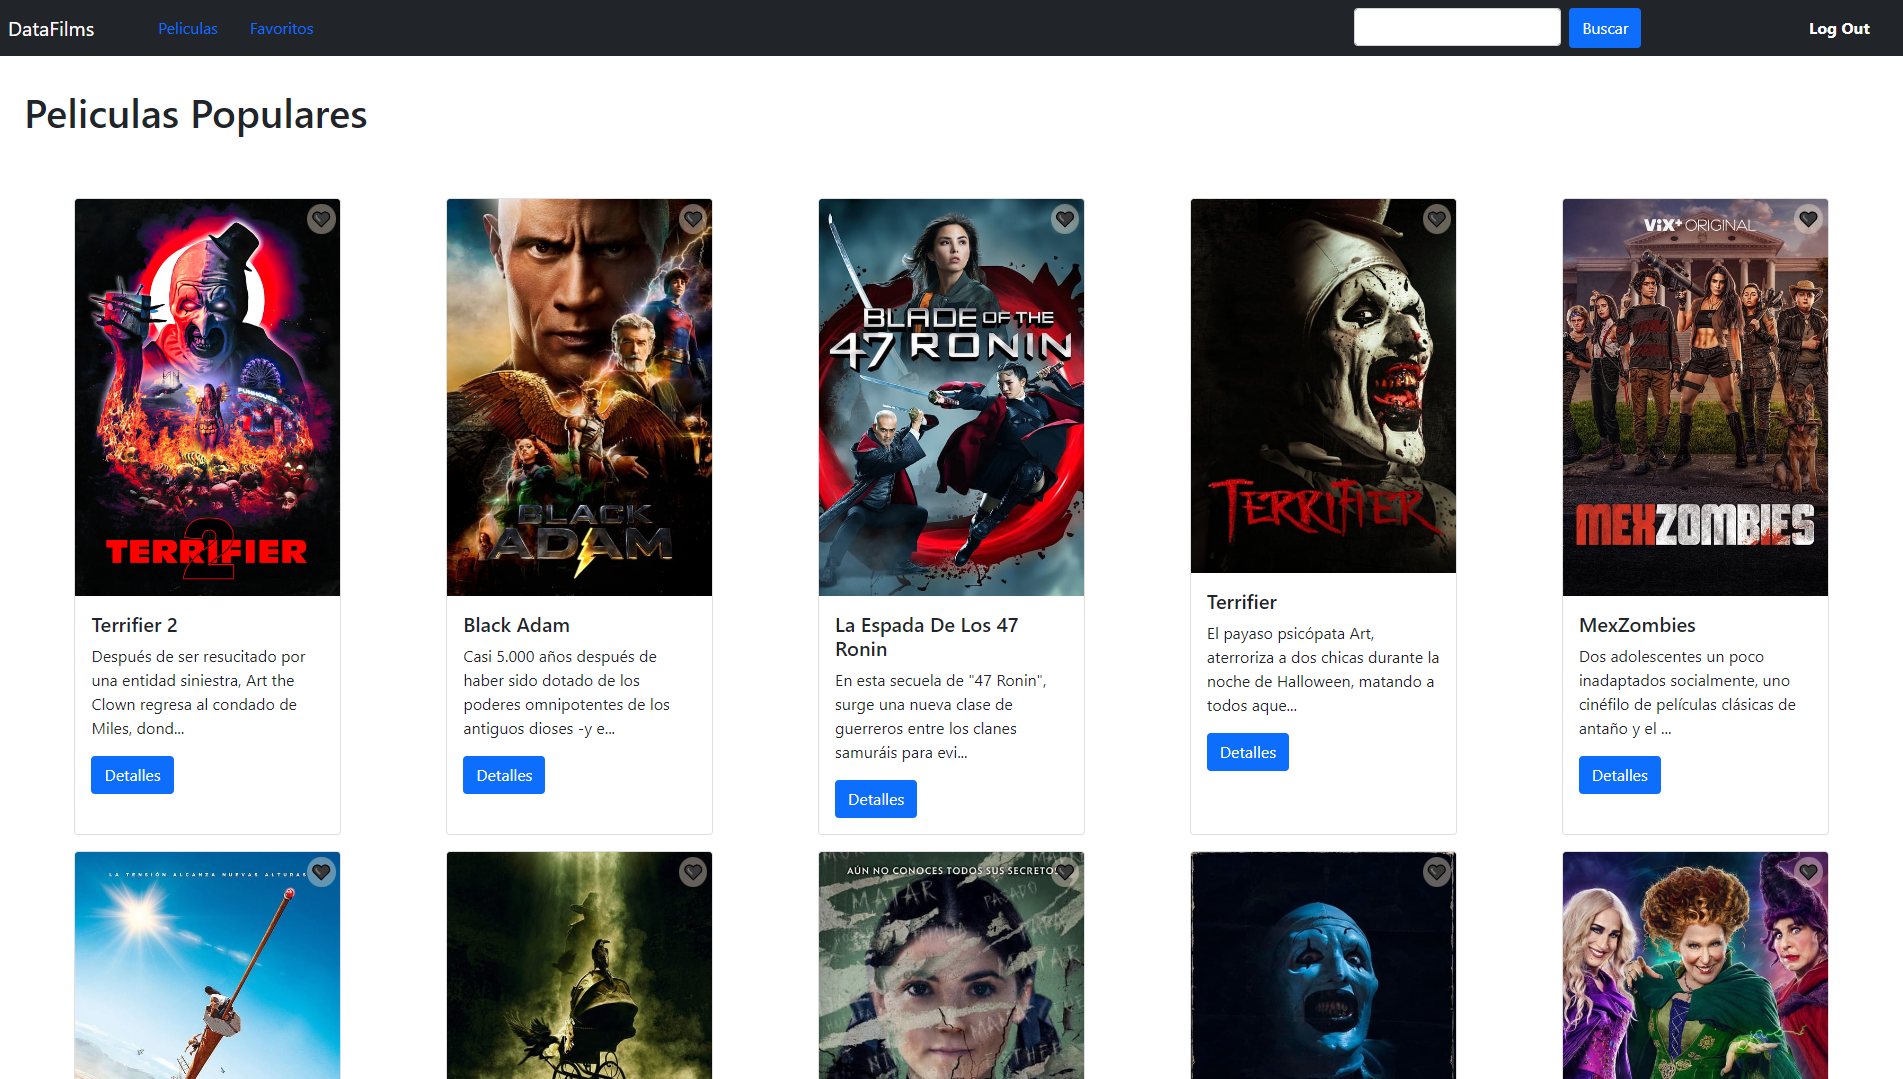 DataFilms
Peliculas
Favoritos
Buscar
Log Out
Peliculas Populares
FUNHOUSE
TERRIFIER
2
BLACK
ADAM
BLADE OF THE
47 RONIN
TERRIFIER
ViX+ ORIGINAL
MEXZOMBIES
Terrifier 2
Después de ser resucitado por
una entidad siniestra, Art the
Clown regresa al condado de
Miles, dond...
Detalles
Black Adam
Casi 5.000 años después de
haber sido dotado de los
poderes omnipotentes de los
antiguos dioses -y e...
Detalles
La Espada De Los 47
Ronin
En esta secuela de "47 Ronin",
surge una nueva clase de
guerreros entre los clanes
samuráis para evi...
Detalles
Terrifier
El payaso psicópata Art,
aterroriza a dos chicas durante la
noche de Halloween, matando a
todos aque...
Detalles
MexZombies
Dos adolescentes un poco
inadaptados socialmente, uno
cinéfilo de películas clásicas de
antaño y el ...
Detalles
LA TENSIÓN ALCANZA NUEVAS ALTURAS
AÚN NO CONOCES TODOS SUS SECRETOS
MATAR
PASADO